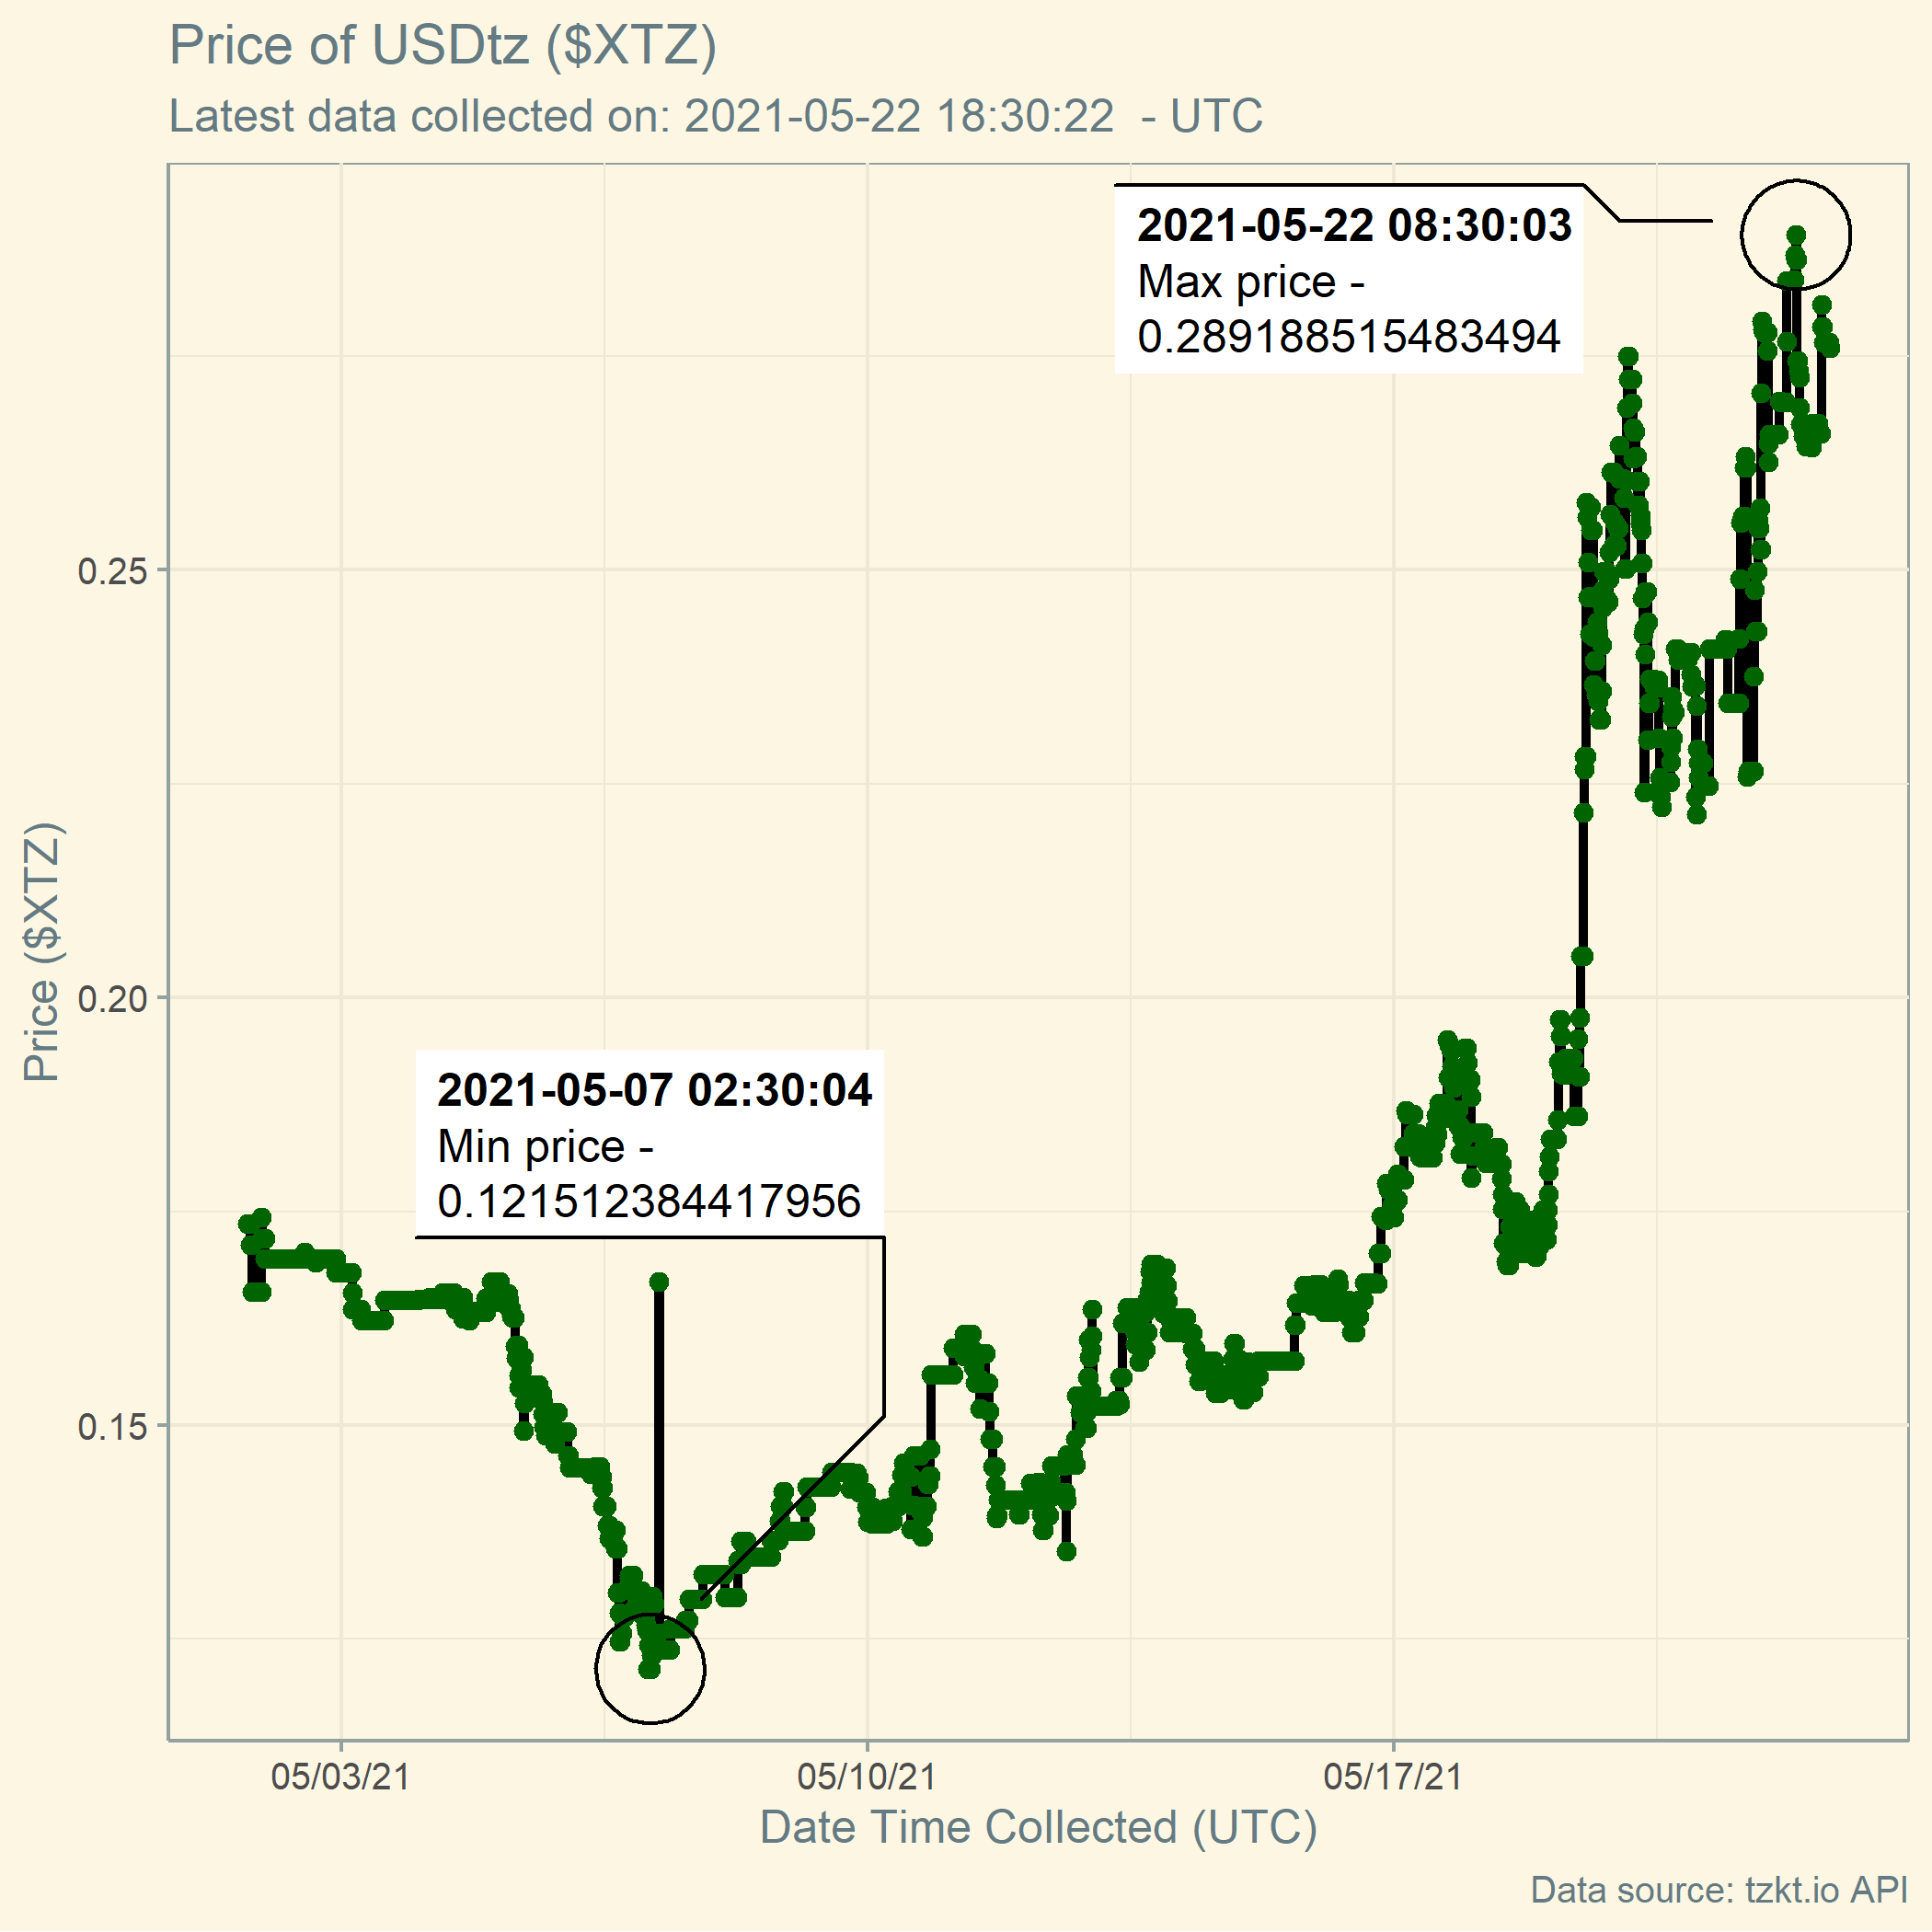 Price of USDtz ($XTZ)
Latest data collected on: 2021-05-22 18:30:22  - UTC
2021-05-22 08:30:03
Max price -
0.289188515483494
0.25
0.20
0.15
Price ($XTZ)
2021-05-07 02:30:04
Min price -
0.121512384417956
05/03/21
05/10/21
05/17/21
Date Time Collected (UTC)
Data source: tzkt.io API